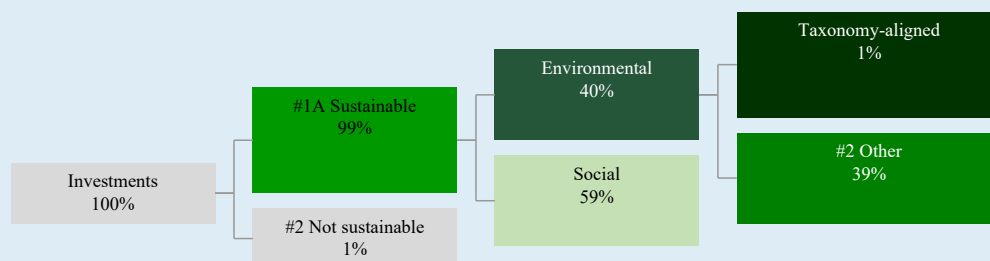 Investments
100%
#1A Sustainable
99%
#2 Not sustainable
1%
Environmental
40%
Social
59%
Taxonomy-aligned
1%
#2 Other
39%